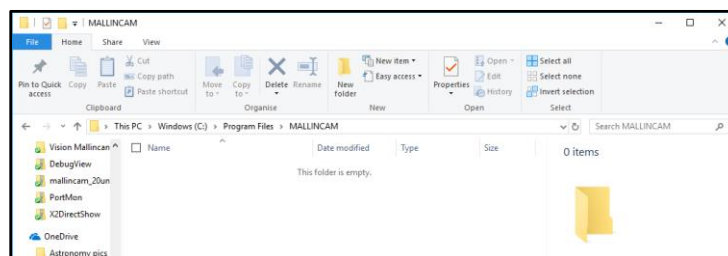 MALLINCAM
File Home Share View
Pin to Quick access
Copy
Paste
Cut
Copy path
Paste shortcut
Clipboard
Move to
Copy to
Delete
Rename
Organise
New folder
New item
Easy access
New
Properties
Open
Edit
History
Open
Select all
Select none
Invert selection
Select
This PC > Windows (C:) > Program Files > MALLINCAM
Search MALLINCAM
Vision Mallincan
DebugView
mallincam_20un
PortMon
X2DirectShow
OneDrive
Astronomy pics
Name Date modified Type Size
This folder is empty.
0 items